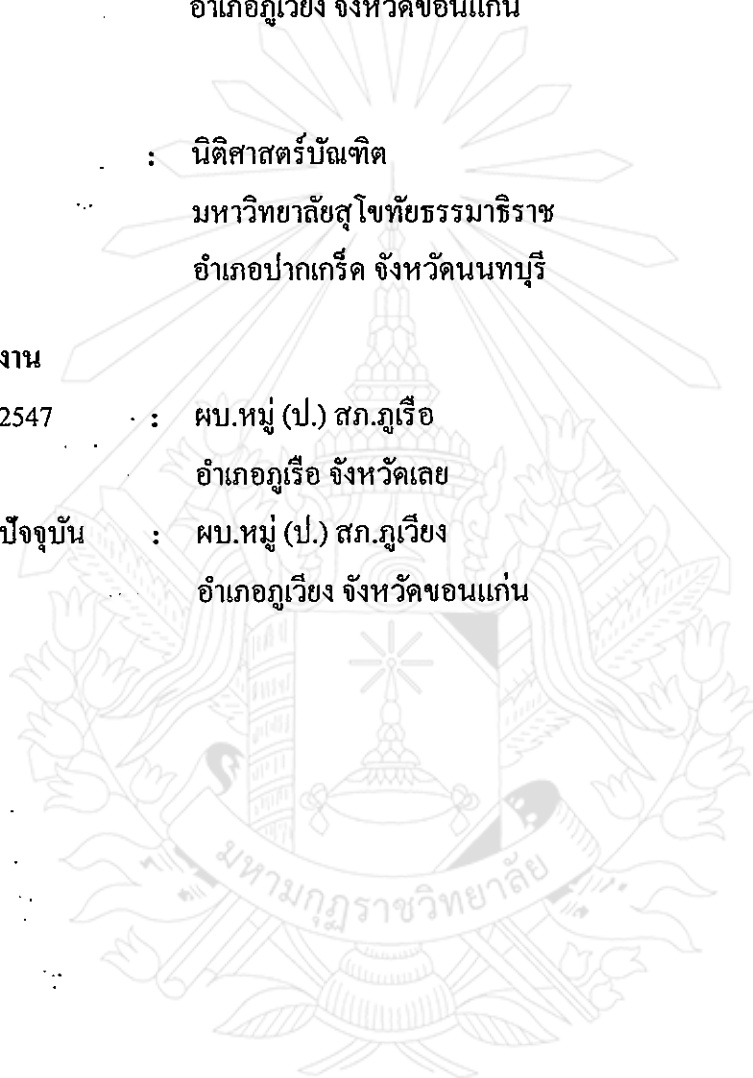 อำเภอภูเวียง จังหวัดขอนแก่น
: นิติศาสตร์บัณฑิต
มหาวิทยาลัยสุโขทัยธรรมาธิราช
อำเภอปากเกร็ด จังหวัดนนทบุรี
งาน
2547 : ผบ.หมู่ (ป.) สภ.ภูเรือ
อำเภอภูเรือ จังหวัดเลย
ปัจจุบัน : ผบ.หมู่ (ป.) สภ.ภูเวียง
อำเภอภูเวียง จังหวัดขอนแก่น
มหามกุฏราชวิทยาลัย